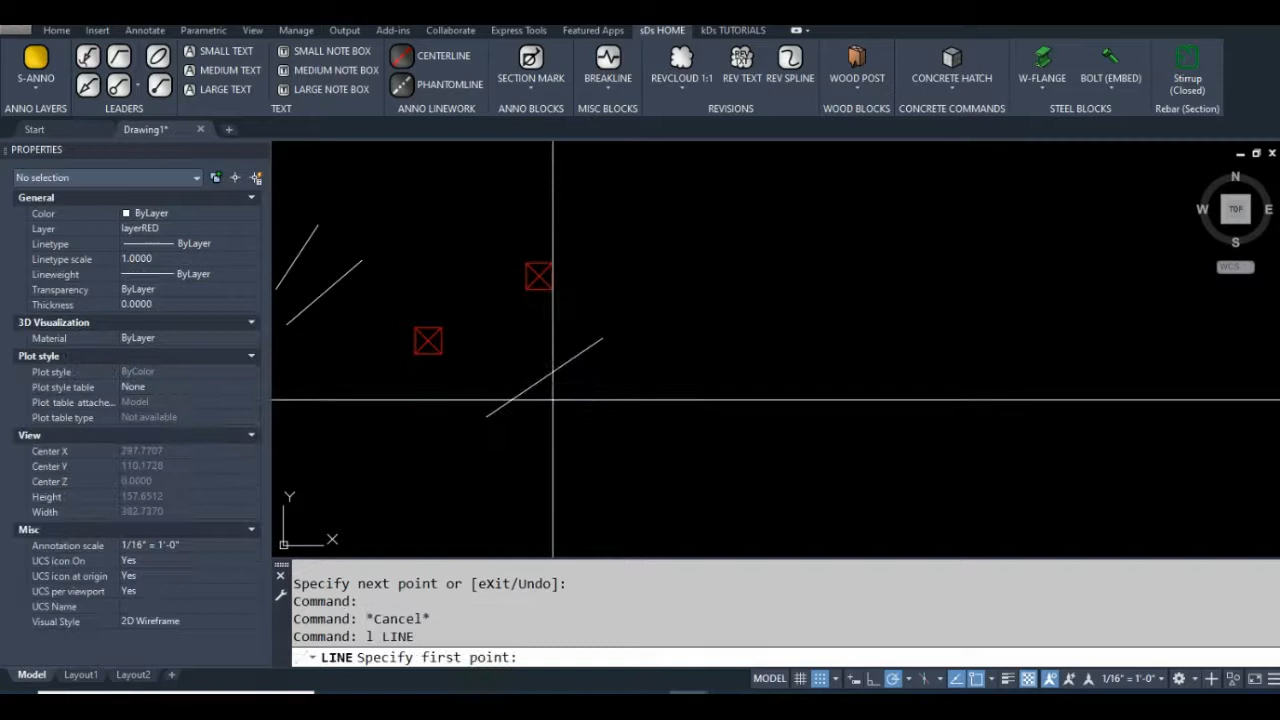 Home Insert Annotate Parametric View Manage Output Add-ins Collaborate Express Tools Featured Apps sDs HOME kDs TUTORIALS
S-ANNO
ANNO LAYERS
LEADERS
A SMALL TEXT
A MEDIUM TEXT
A LARGE TEXT
SMALL NOTE BOX
MEDIUM NOTE BOX
LARGE NOTE BOX
TEXT
CENTERLINE
PHANTOMLINE
ANNO LINEWORK
SECTION MARK
ANNO BLOCKS
BREAKLINE
MISC BLOCKS
REVCLOUD 1:1
REV TEXT
REV SPLINE
REVISIONS
WOOD POST
WOOD BLOCKS
CONCRETE HATCH
CONCRETE COMMANDS
W-FLANGE
BOLT (EMBED)
STEEL BLOCKS
Stirrup
(Closed)
Rebar (Section)
Start Drawing1*
PROPERTIES
No selection
General
Color ByLayer
Layer layerRED
Linetype ByLayer
Linetype scale 1.0000
Lineweight ByLayer
Transparency ByLayer
Thickness 0.0000
3D Visualization
Material ByLayer
Plot style
Plot style ByColor
Plot style table None
Plot table attache... Model
Plot table type Not available
View
Center X 297.7707
Center Y 110.1728
Center Z 0.0000
Height 157.6512
Width 382.7370
Misc
Annotation scale 1/16" = 1'-0"
UCS icon On Yes
UCS icon at origin Yes
UCS per viewport Yes
UCS Name
Visual Style 2D Wireframe
N
W TOP E
S
WCS
Y
X
Specify next point or [eXit/Undo]:
Command:
Command: *Cancel*
Command: l LINE
LINE Specify first point:
Model Layout1 Layout2
MODEL 1/16" = 1'-0"